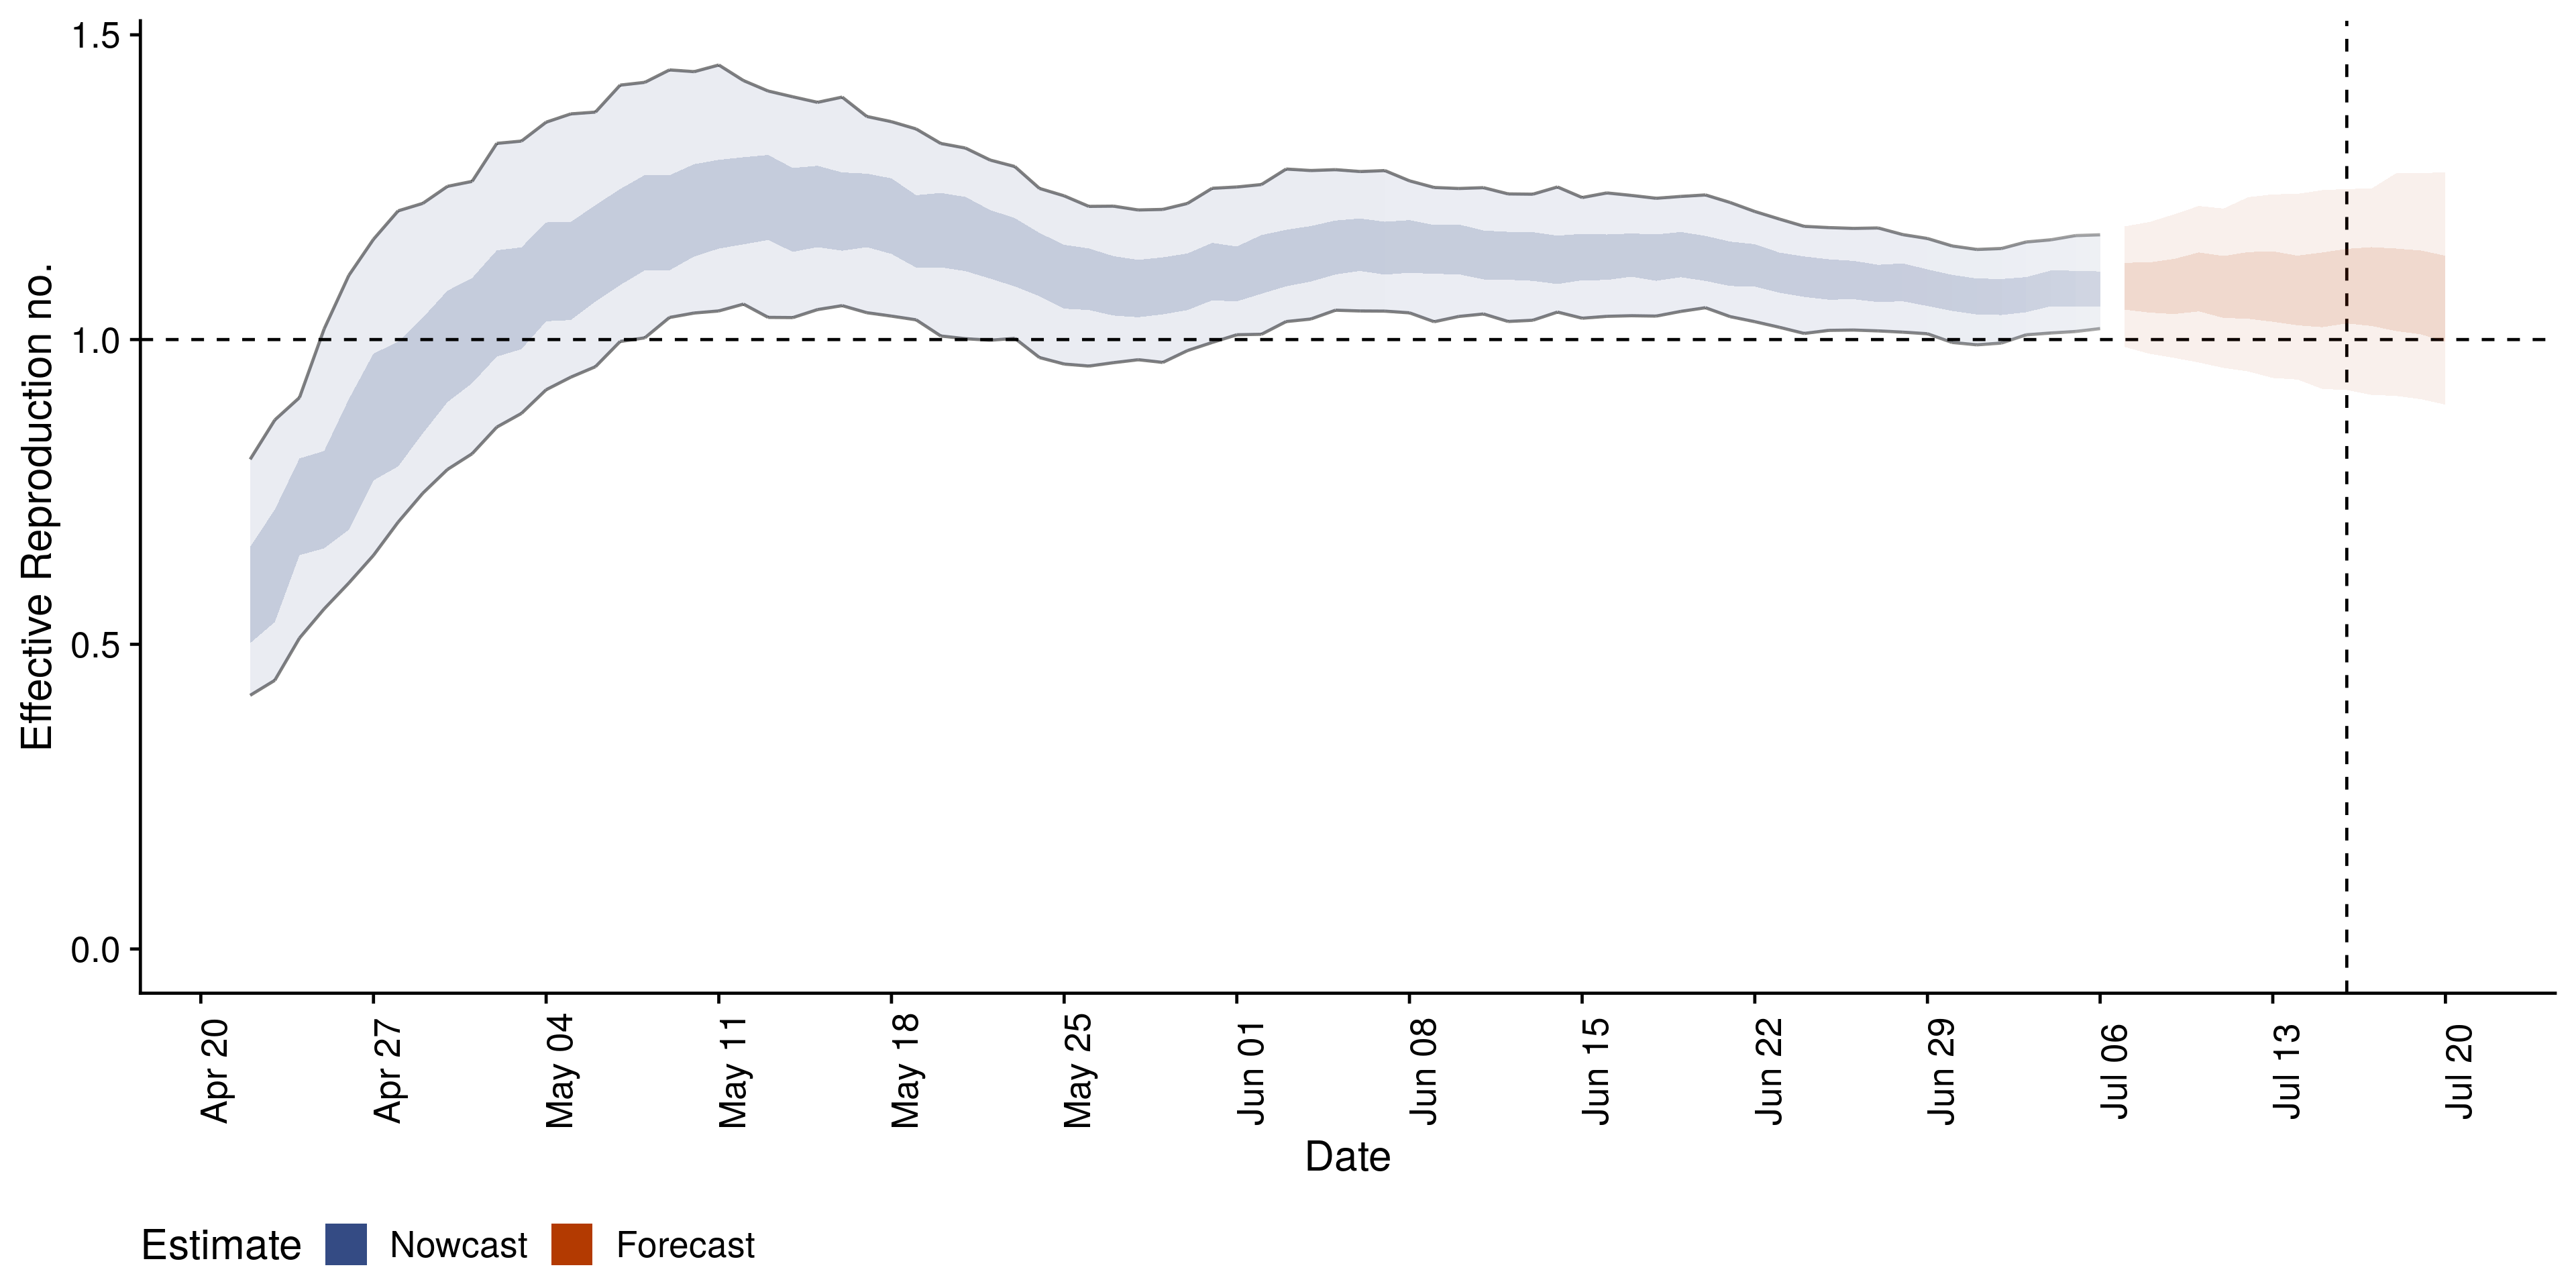 Effective Reproduction no.
1.5
1.0
0.5
0.0
Apr 20
Apr 27
May 04
May 11
May 18
May 25
Jun 01
Jun 08
Jun 15
Jun 22
Jun 29
Jul 06
Jul 13
Jul 20
Date
Estimate Nowcast Forecast